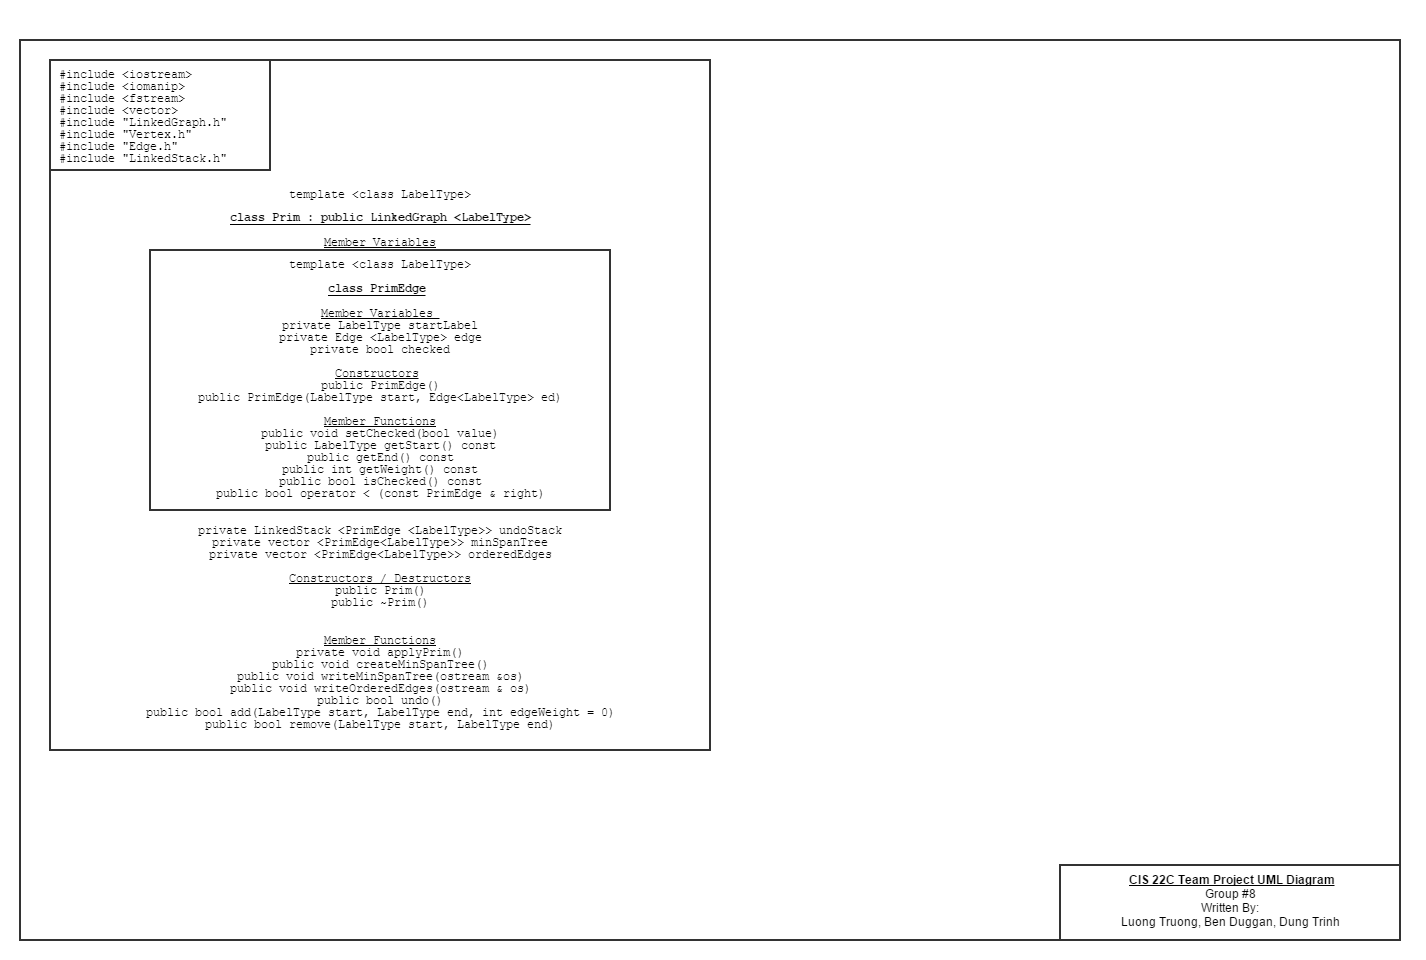 #include <iostream>
#include <iomanip>
#include <fstream>
#include <vector>
#include "LinkedGraph.h"
#include "Vertex.h"
#include "Edge.h"
#include "LinkedStack.h"
template <class LabelType>
class Prim : public LinkedGraph <LabelType>
Member Variables
template <class LabelType>
class PrimEdge
Member Variables
private LabelType startLabel
private Edge <LabelType> edge
private bool checked
Constructors
public PrimEdge()
public PrimEdge(LabelType start, Edge<LabelType> ed)
Member Functions
public void setChecked(bool value)
public LabelType getStart() const
public getEnd() const
public int getWeight() const
public bool isChecked() const
public bool operator < (const PrimEdge & right)
private LinkedStack <PrimEdge <LabelType>> undoStack
private vector <PrimEdge<LabelType>> minSpanTree
private vector <PrimEdge<LabelType>> orderedEdges
Constructors / Destructors
public Prim()
public ~Prim()
Member Functions
private void applyPrim()
public void createMinSpanTree()
public void writeMinSpanTree(ostream &os)
public void writeOrderedEdges(ostream & os)
public bool undo()
public bool add(LabelType start, LabelType end, int edgeWeight = 0)
public bool remove(LabelType start, LabelType end)
CIS 22C Team Project UML Diagram
Group #8
Written By:
Luong Truong, Ben Duggan, Dung Trinh